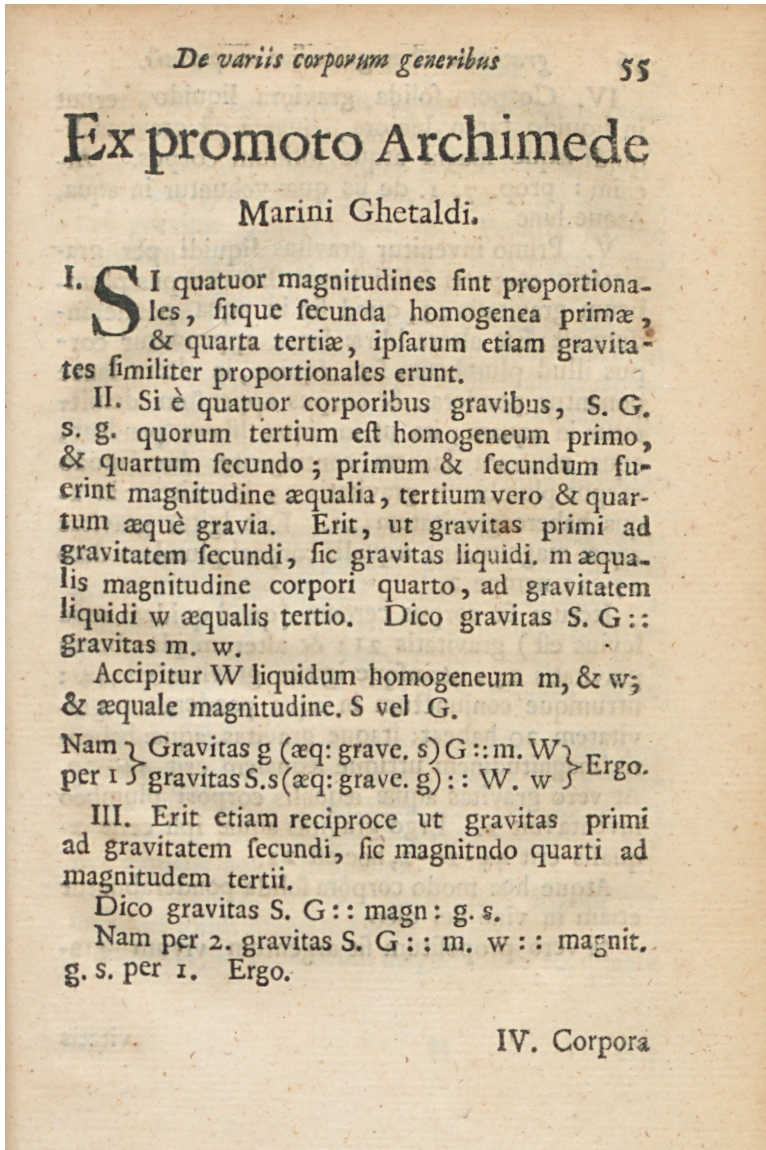 De variis corporum generibus 55
Ex promoto Archimede
Marini Ghetaldi.
I. SI quatuor magnitudines ſint proportiona-
les, ſitque ſecunda homogenea primæ,
& quarta tertiæ, ipſarum etiam gravita-
tes ſimiliter proportionales erunt.
II. Si è quatuor corporibus gravibus, S. G.
s. g. quorum tertium eſt homogeneum primo,
& quartum ſecundo; primum & ſecundum fu-
erint magnitudine æqualia, tertium vero & quar-
tum æquè gravia. Erit, ut gravitas primi ad
gravitatem ſecundi, ſic gravitas liquidi. m æqua-
lis magnitudine corpori quarto, ad gravitatem
liquidi w æqualis tertio. Dico gravitas S. G::
gravitas m. w.
Accipitur W liquidum homogeneum m, & w;
& æquale magnitudine. S vel G.
Nam } Gravitas g (æq: grave. s) G :: m. W } Ergo.
per 1 } gravitas S. s (æq: grave. g) :: W. w }
III. Erit etiam reciproce ut gravitas primi
ad gravitatem ſecundi, ſic magnitndo quarti ad
magnitudem tertii.
Dico gravitas S. G:: magn: g. s.
Nam per 2. gravitas S. G :: m. w :: magnit.
g. s. per 1. Ergo.
IV. Corpora